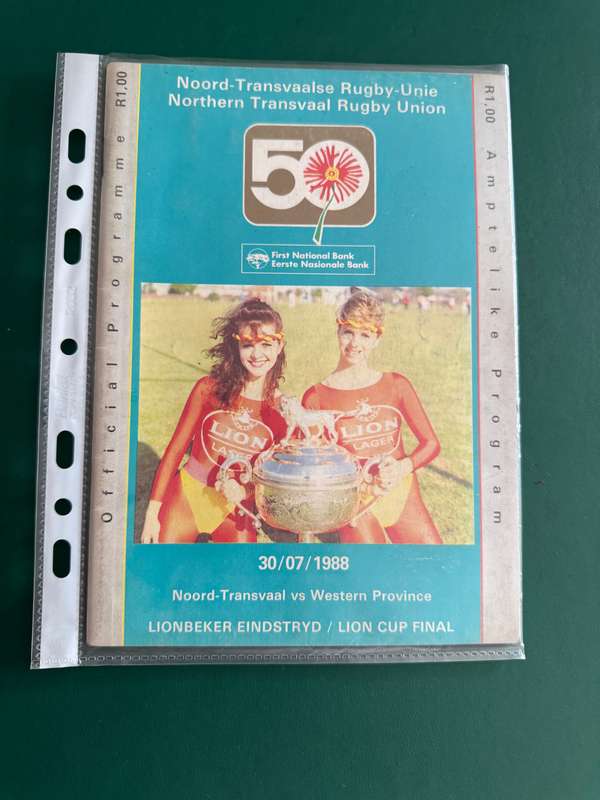 Noord-Transvaalse Rugby-Unie
Northern Transvaal Rugby Union
50
First National Bank
Eerste Nasionale Bank
Official Programme R1,00
R1,00 Amptelike Program
LION
LAGER
LION
LAGER
30/07/1988
Noord-Transvaal vs Western Province
LIONBEKER EINDSTRYD / LION CUP FINAL